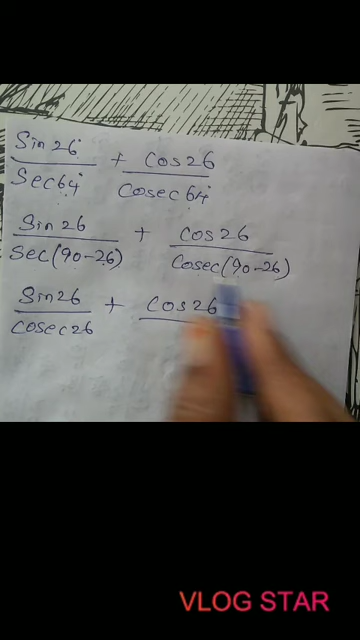 Sin 26 / Sec 64 + Cos 26 / Cosec 64
Sin 26 / Sec(90-26) + Cos 26 / Cosec(90-26)
Sin 26 / Cosec 26 + Cos 26
VLOG STAR